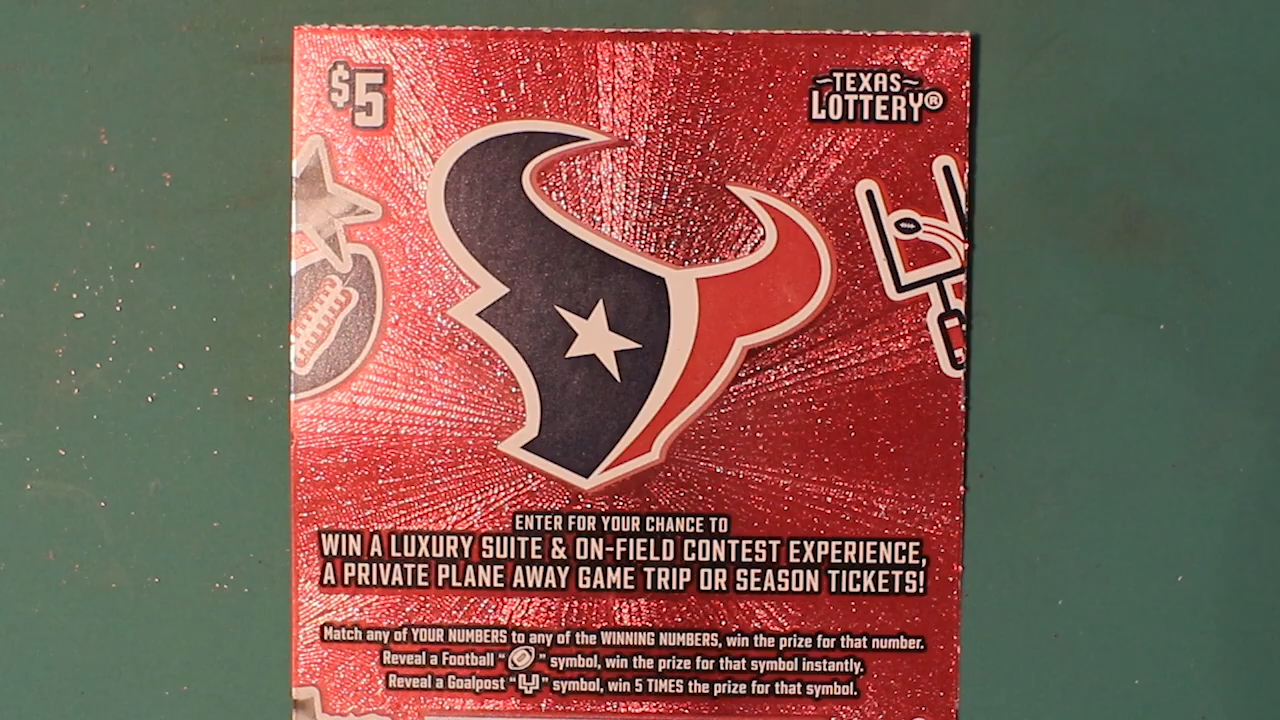 $5
TEXAS
LOTTERY®
ENTER FOR YOUR CHANCE TO
WIN A LUXURY SUITE & ON-FIELD CONTEST EXPERIENCE,
A PRIVATE PLANE AWAY GAME TRIP OR SEASON TICKETS!
Match any of YOUR NUMBERS to any of the WINNING NUMBERS, win the prize for that number.
Reveal a Football “ ” symbol, win the prize for that symbol instantly.
Reveal a Goalpost “ ” symbol, win 5 TIMES the prize for that symbol.